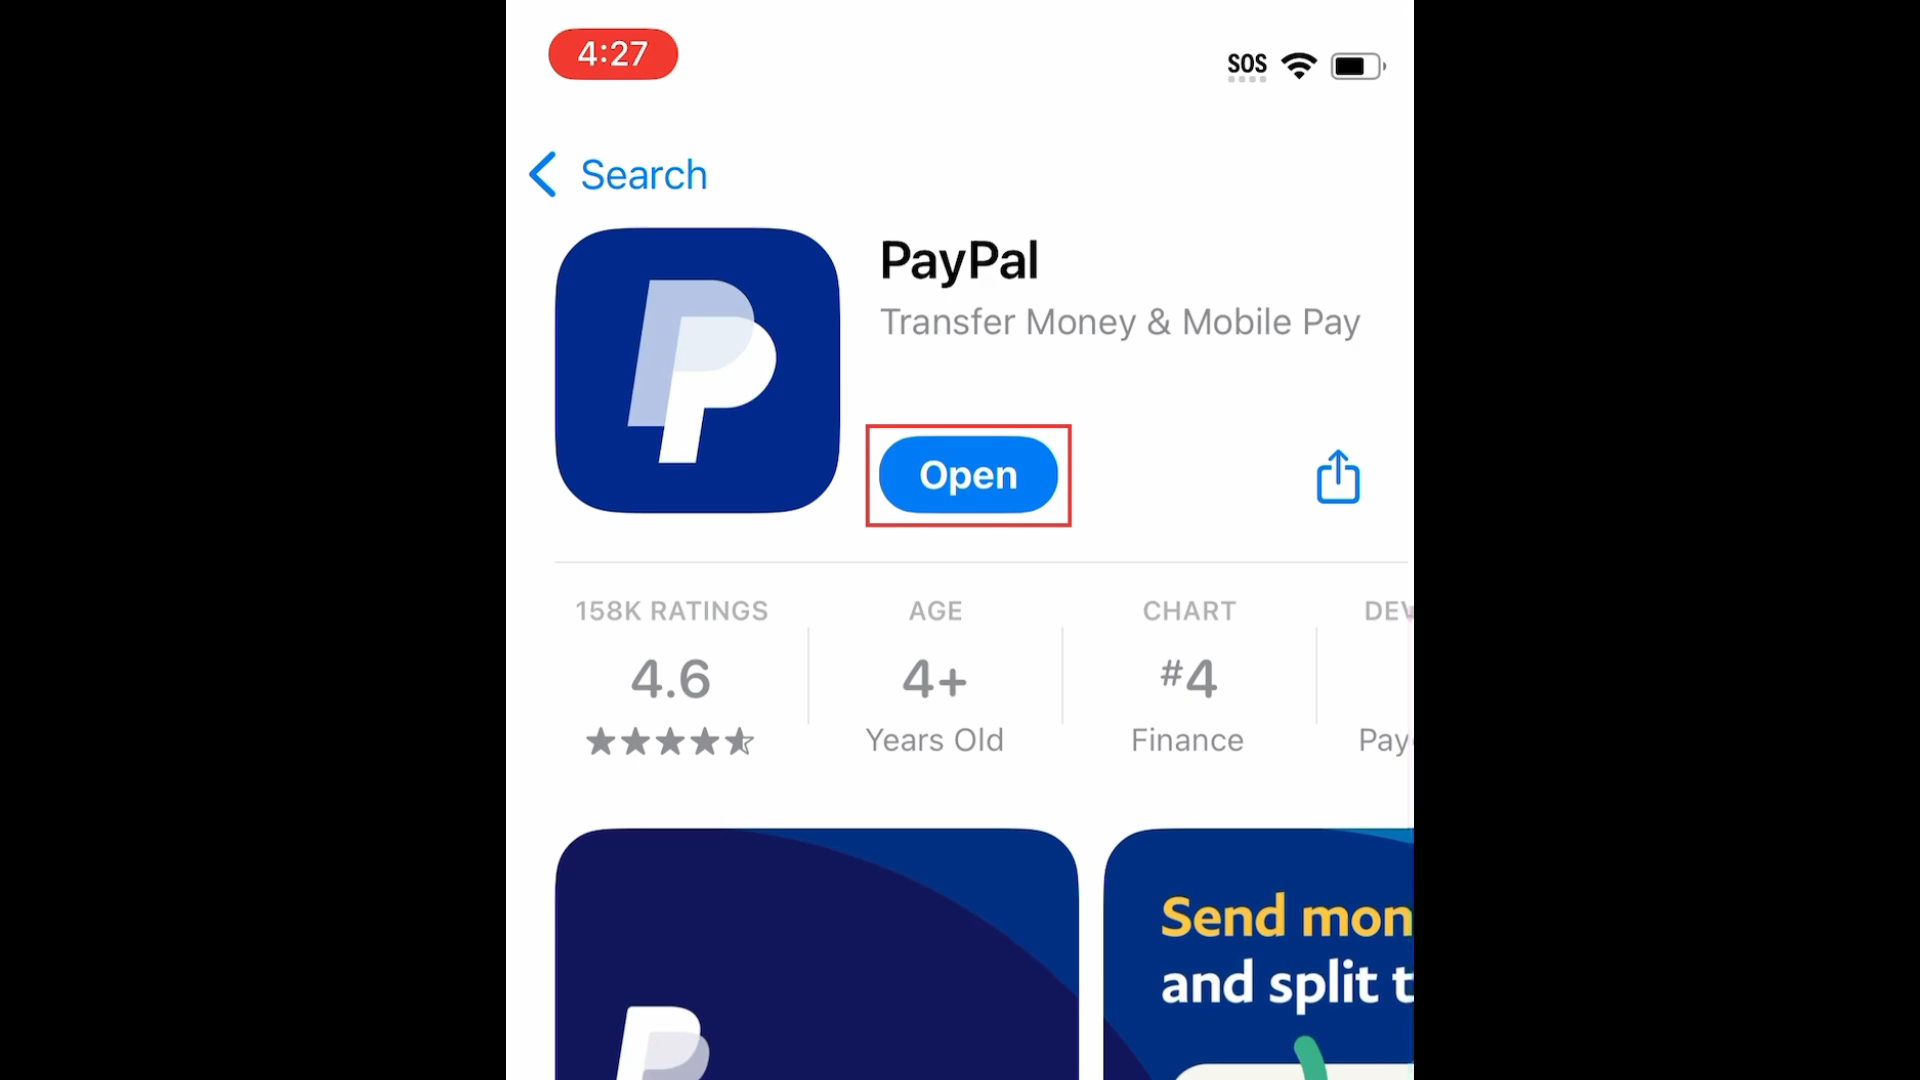 4:27
SOS
Search
PayPal
Transfer Money & Mobile Pay
Open
158K RATINGS
AGE
CHART
DEV
4.6
4+
#4
Years Old
Finance
Pay
Send mon
and split t